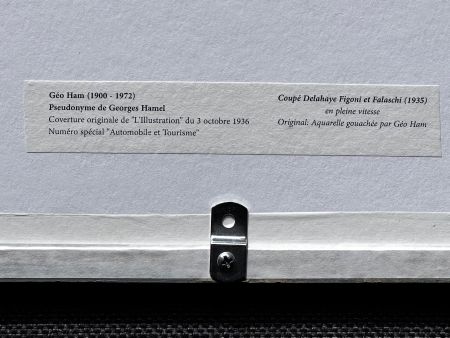 Géo Ham (1900 - 1972)
Pseudonyme de Georges Hamel
Coverture originale de "L'Illustration" du 3 octobre 1936
Numéro spécial "Automobile et Tourisme"
Coupé Delahaye Figoni et Falaschi (1935)
en pleine vitesse
Original: Aquarelle gouachée par Géo Ham